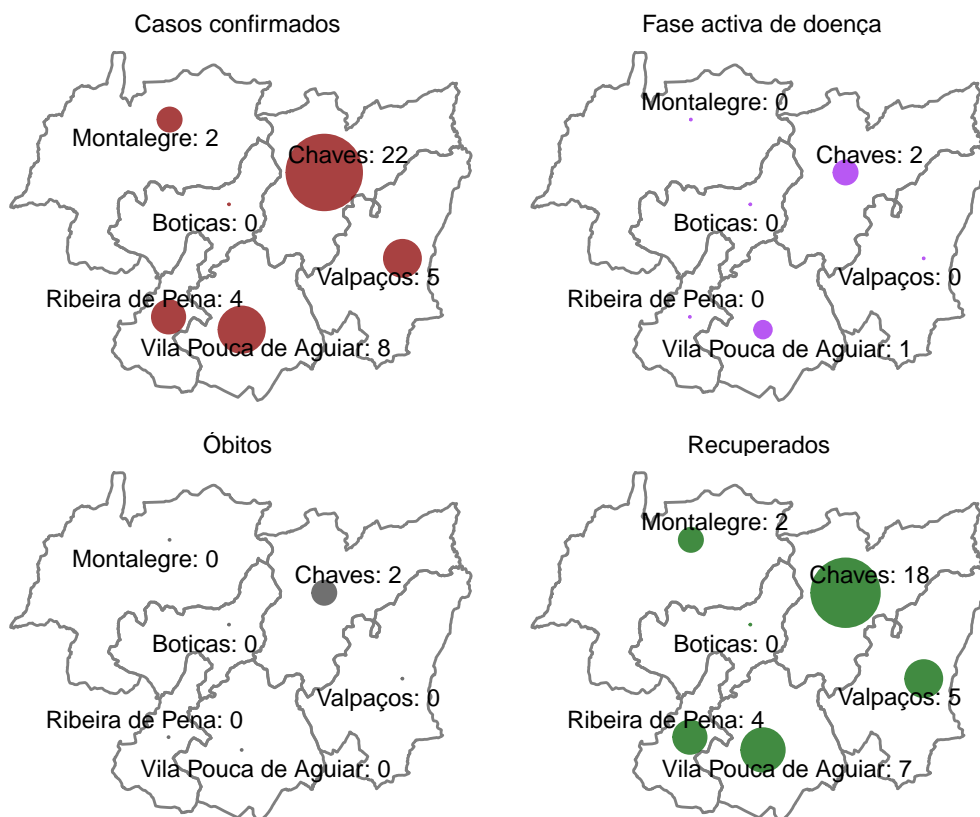 Casos confirmados
Montalegre: 2
Chaves: 22
Boticas: 0
Valpaços: 5
Ribeira de Pena: 4
Vila Pouca de Aguiar: 8
Fase activa de doença
Montalegre: 0
Chaves: 2
Boticas: 0
Valpaços: 0
Ribeira de Pena: 0
Vila Pouca de Aguiar: 1
Óbitos
Montalegre: 0
Chaves: 2
Boticas: 0
Valpaços: 0
Ribeira de Pena: 0
Vila Pouca de Aguiar: 0
Recuperados
Montalegre: 2
Chaves: 18
Boticas: 0
Valpaços: 5
Ribeira de Pena: 4
Vila Pouca de Aguiar: 7